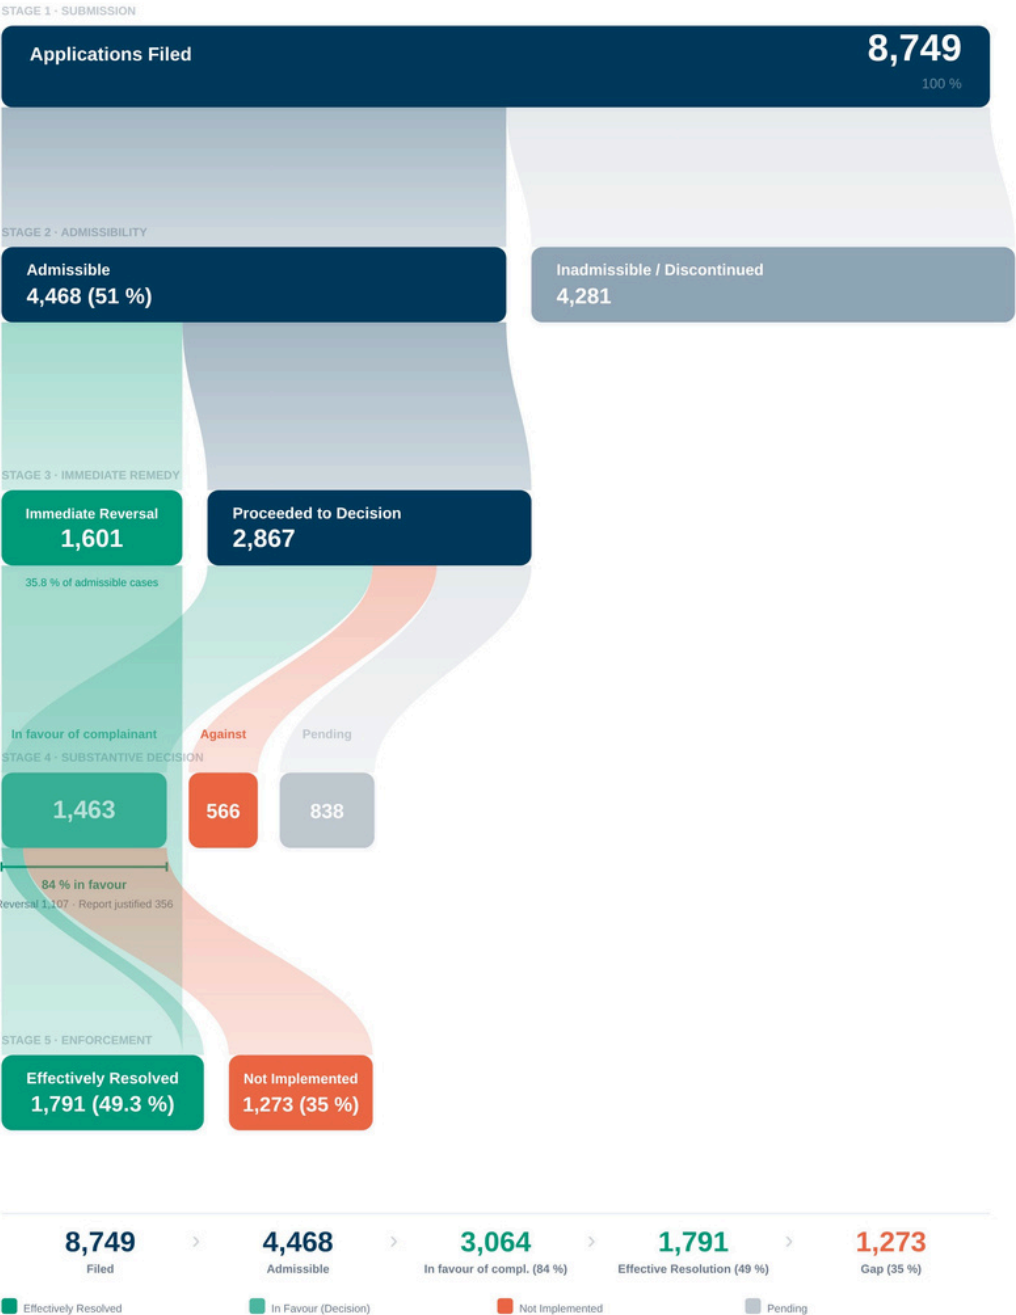 STAGE 1 · SUBMISSION
Applications Filed
8,749
100 %
STAGE 2 · ADMISSIBILITY
Admissible
4,468 (51 %)
Inadmissible / Discontinued
4,281
STAGE 3 · IMMEDIATE REMEDY
Immediate Reversal
1,601
Proceeded to Decision
2,867
35.8 % of admissible cases
In favour of complainant
Against
Pending
STAGE 4 · SUBSTANTIVE DECISION
1,463
566
838
84 % in favour
Reversal 1,107 · Report justified 356
STAGE 5 · ENFORCEMENT
Effectively Resolved
1,791 (49.3 %)
Not Implemented
1,273 (35 %)
8,749 › 4,468 › 3,064 › 1,791 › 1,273
Filed Admissible In favour of compl. (84 %) Effective Resolution (49 %) Gap (35 %)
Effectively Resolved In Favour (Decision) Not Implemented Pending